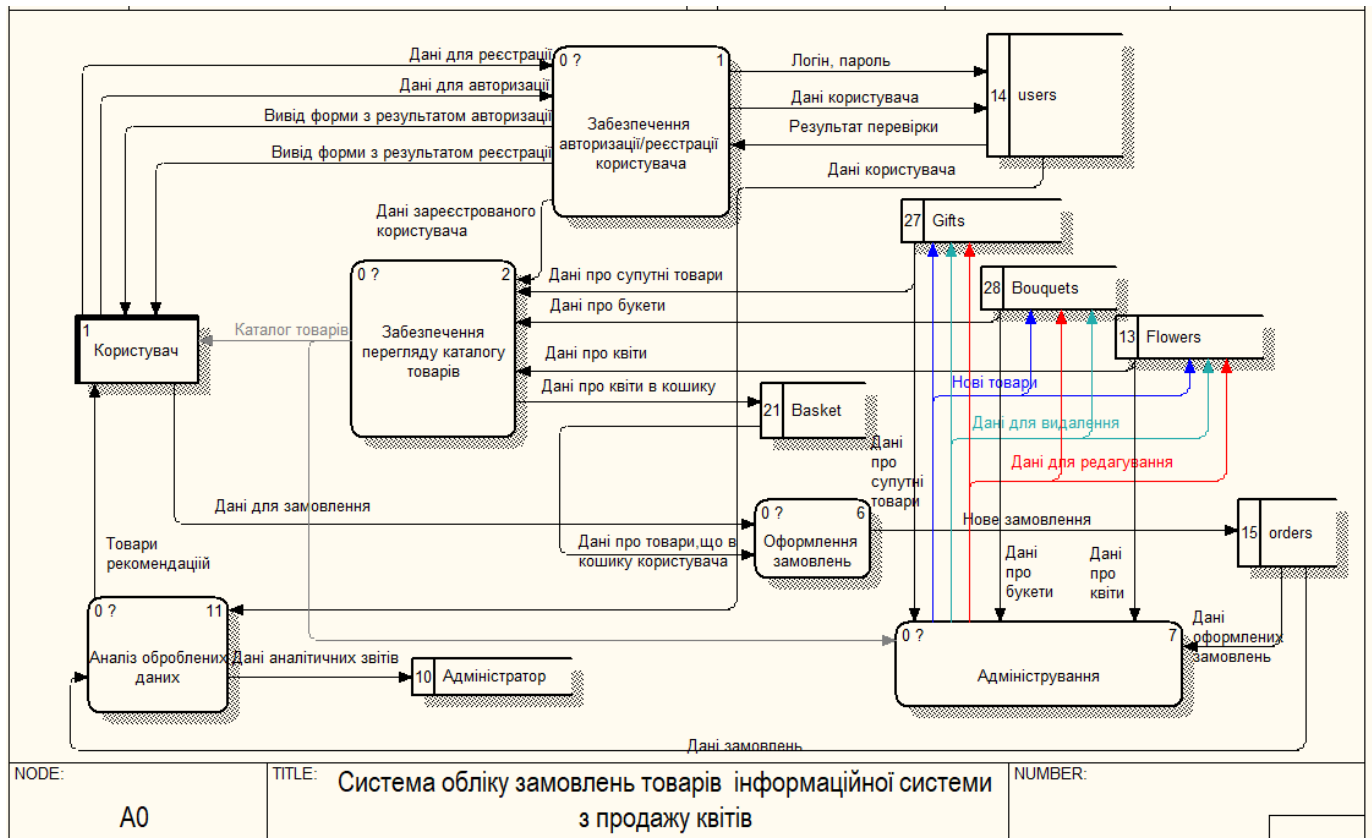 Дані для реєстрації
0 ?
1
Логін, пароль
Дані для авторизації
14
users
Дані користувача
Вивід форми з результатом авторизації
Забезпечення
авторизації/реєстрації
користувача
Результат перевірки
Вивід форми з результатом реєстрації
Дані користувача
Дані зареєстрованого
користувача
27
Gifts
0 ?
2
Дані про супутні товари
28
Bouquets
Дані про букети
1
Користувач
Каталог товарів
Забезпечення
перегляду каталогу
товарів
13
Flowers
Дані про квіти
Нові товари
Дані про квіти в кошику
21
Basket
Дані для видалення
Дані
про
супутні
товари
Дані для редагування
Дані для замовлення
0 ?
6
Оформлення
замовлень
Нове замовлення
15
orders
Товари
рекомендаціій
Дані про товари,що в
кошику користувача
Дані
про
букети
Дані
про
квіти
0 ?
11
Аналіз оброблених
даних
Дані аналітичних звітів
10
Адміністратор
0 ?
7
Адміністрування
Дані
оформлених
замовлень
Дані замовлень
NODE:
A0
TITLE:
Система обліку замовлень товарів інформаційної системи
з продажу квітів
NUMBER: